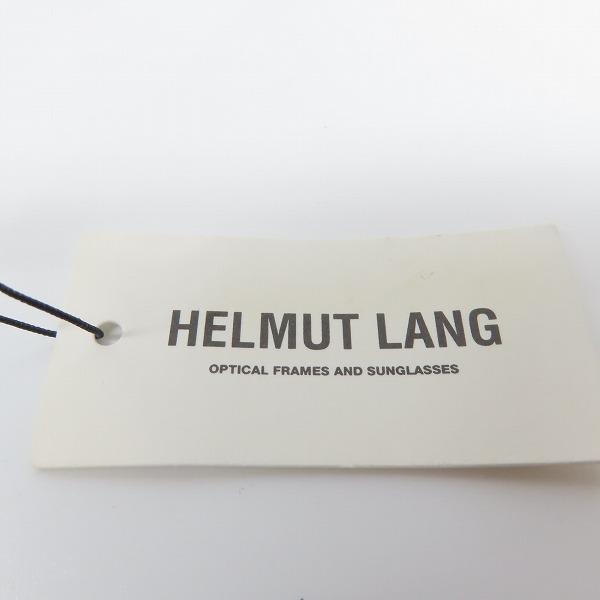 HELMUT LANG
OPTICAL FRAMES AND SUNGLASSES